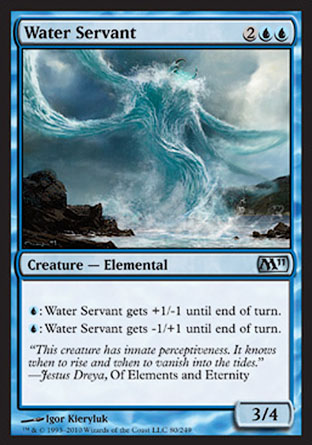 Water Servant 2
Creature — Elemental M11
: Water Servant gets +1/-1 until end of turn.
: Water Servant gets -1/+1 until end of turn.
“This creature has innate perceptiveness. It knows
when to rise and when to vanish into the tides.”
—Jestus Dreya, Of Elements and Eternity
Igor Kieryluk
™ & © 1993–2010 Wizards of the Coast LLC 80/249
3/4